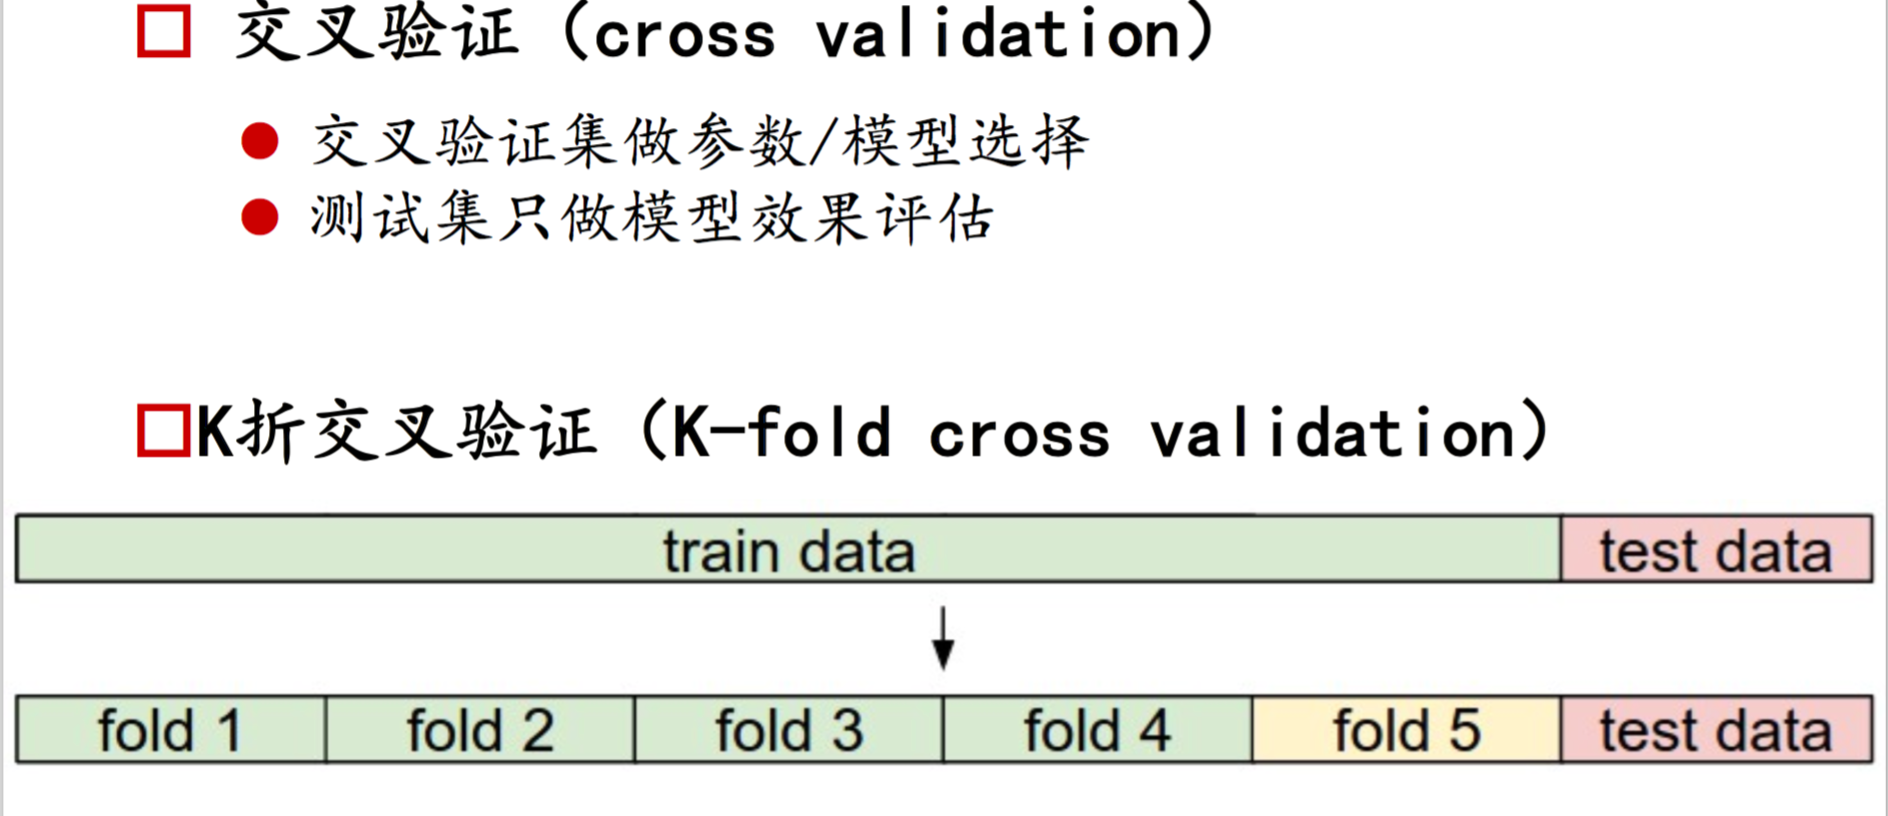 交叉验证（cross validation）
交叉验证集做参数/模型选择
测试集只做模型效果评估
K折交叉验证（K-fold cross validation）
train data test data
fold 1 fold 2 fold 3 fold 4 fold 5 test data